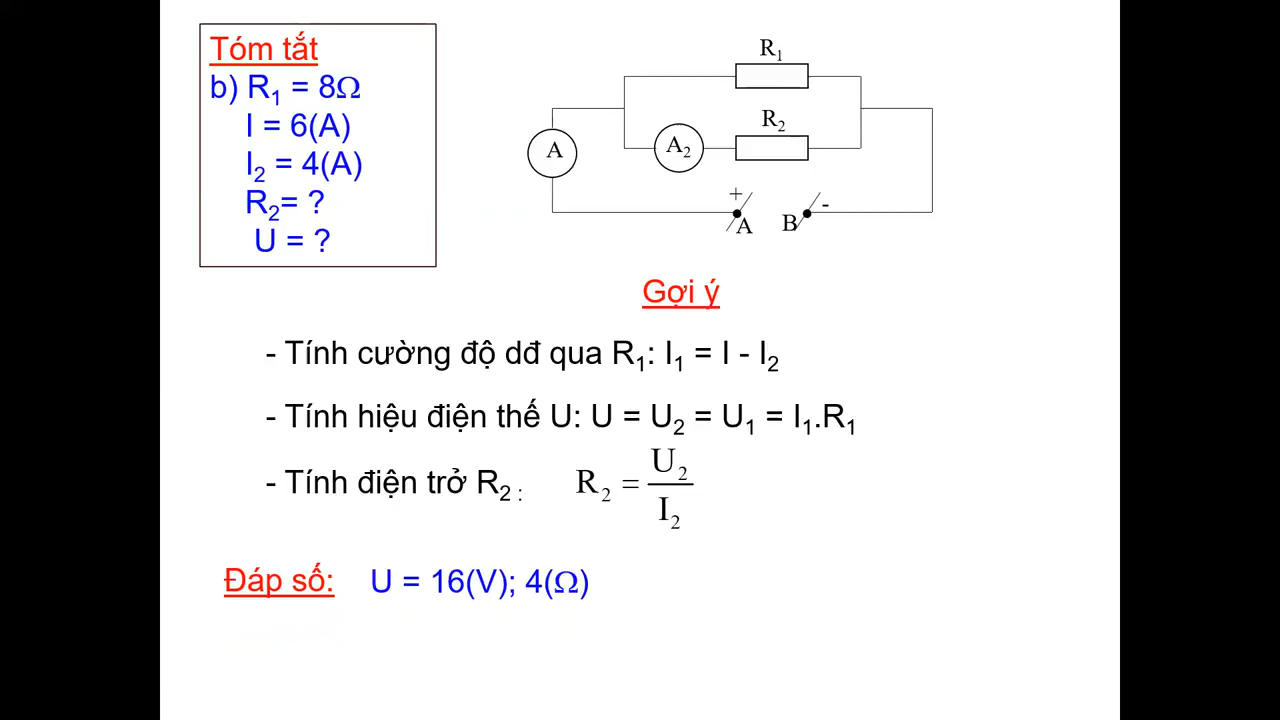 Tóm tắt
b) R₁ = 8Ω
I = 6(A)
I₂ = 4(A)
R₂= ?
U = ?
R₁
R₂
A
A₂
+
-
A
B
Gợi ý
- Tính cường độ dđ qua R₁: I₁ = I - I₂
- Tính hiệu điện thế U: U = U₂ = U₁ = I₁.R₁
- Tính điện trở R₂ : R₂ = U₂ / I₂
Đáp số: U = 16(V); 4(Ω)